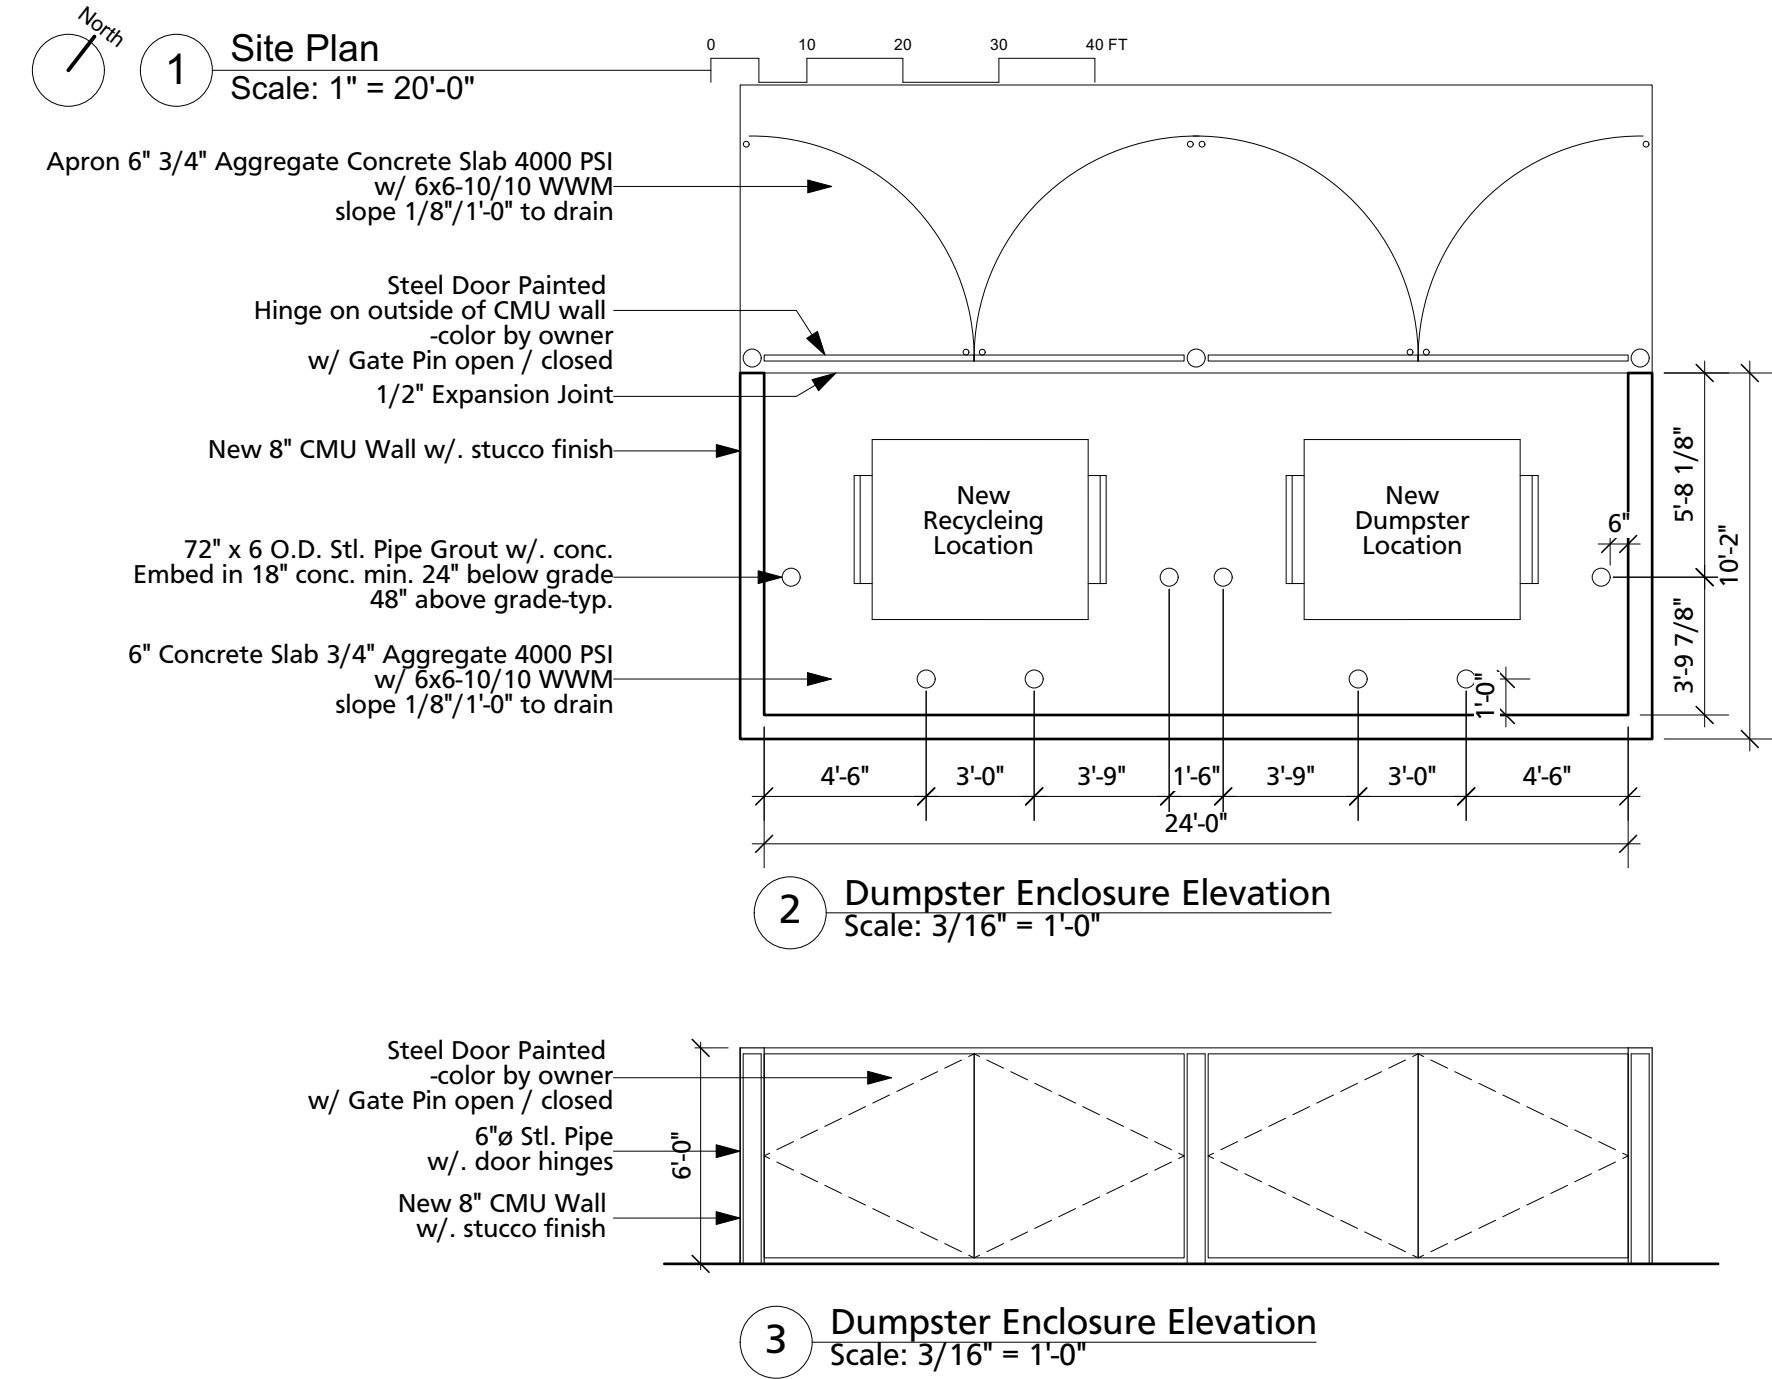 North
1
Site Plan
Scale: 1" = 20'-0"
0 10 20 30 40 FT
Apron 6" 3/4" Aggregate Concrete Slab 4000 PSI
w/ 6x6-10/10 WWM
slope 1/8"/1'-0" to drain
Steel Door Painted
Hinge on outside of CMU wall
-color by owner
w/ Gate Pin open / closed
1/2" Expansion Joint
New 8" CMU Wall w/. stucco finish
72" x 6 O.D. Stl. Pipe Grout w/. conc.
Embed in 18" conc. min. 24" below grade
48" above grade-typ.
6" Concrete Slab 3/4" Aggregate 4000 PSI
w/ 6x6-10/10 WWM
slope 1/8"/1'-0" to drain
New
Recycleing
Location
New
Dumpster
Location
6"
5'-8 1/8"
10'-2"
3'-9 7/8"
1'-0"
4'-6" 3'-0" 3'-9" 1'-6" 3'-9" 3'-0" 4'-6"
24'-0"
2
Dumpster Enclosure Elevation
Scale: 3/16" = 1'-0"
Steel Door Painted
-color by owner
w/ Gate Pin open / closed
6"ø Stl. Pipe
w/. door hinges
New 8" CMU Wall
w/. stucco finish
6'-0"
3
Dumpster Enclosure Elevation
Scale: 3/16" = 1'-0"